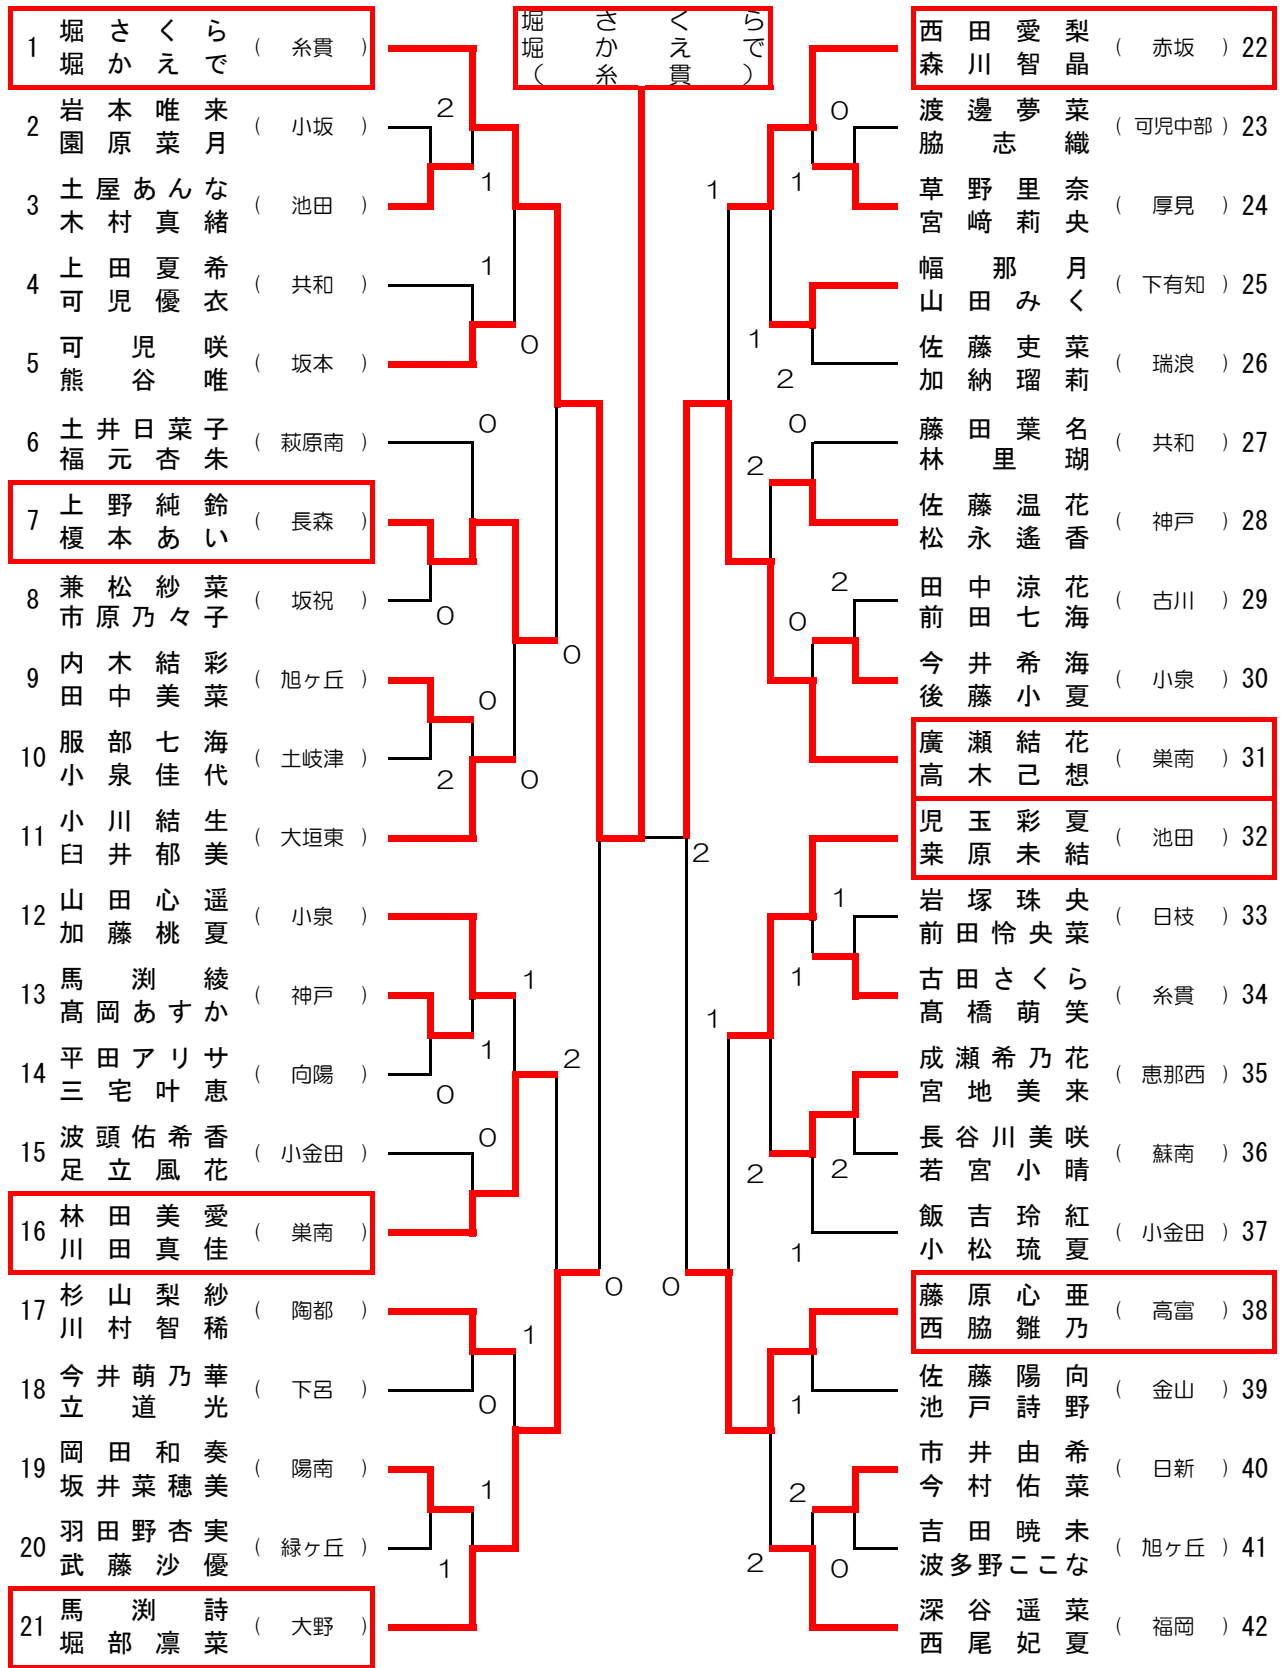 堀さくら
堀かえで
(糸貫)
1 堀さくら (糸貫)
堀かえで
2 岩本唯来 (小坂)
園原菜月
3 土屋あんな (池田)
木村真緒
4 上田夏希 (共和)
可児優衣
5 可児咲 (坂本)
熊谷唯
6 土井日菜子 (萩原南)
福元杏朱
7 上野純鈴 (長森)
榎本あい
8 兼松紗菜 (坂祝)
市原乃々子
9 内木結彩 (旭ヶ丘)
田中美菜
10 服部七海 (土岐津)
小泉佳代
11 小川結生 (大垣東)
臼井郁美
12 山田心遥 (小泉)
加藤桃夏
13 馬渕綾 (神戸)
髙岡あすか
14 平田アリサ (向陽)
三宅叶恵
15 波頭佑希香 (小金田)
足立風花
16 林田美愛 (巣南)
川田真佳
17 杉山梨紗 (陶都)
川村智稀
18 今井萌乃華 (下呂)
立道光
19 岡田和奏 (陽南)
坂井菜穂美
20 羽田野杏実 (緑ヶ丘)
武藤沙優
21 馬渕詩 (大野)
堀部凛菜
2
1
1
0
0
0
0
0
2
0
1
1
0
2
0
1
0
1
1
0
2
0
0
1
1
1
2
0
2
2
0
1
1
1
2
2
1
1
2
0
2
西田愛梨 (赤坂) 22
森川智晶
渡邊夢菜 (可児中部) 23
脇志織
草野里奈 (厚見) 24
宮﨑莉央
幅那月 (下有知) 25
山田みく
佐藤吏菜 (瑞浪) 26
加納瑠莉
藤田葉名 (共和) 27
林里瑚
佐藤温花 (神戸) 28
松永遙香
田中涼花 (古川) 29
前田七海
今井希海 (小泉) 30
後藤小夏
廣瀬結花 (巣南) 31
高木己想
児玉彩夏 (池田) 32
桒原未結
岩塚珠央 (日枝) 33
前田怜央菜
古田さくら (糸貫) 34
髙橋萌笑
成瀬希乃花 (恵那西) 35
宮地美来
長谷川美咲 (蘇南) 36
若宮小晴
飯吉玲紅 (小金田) 37
小松琉夏
藤原心亜 (高富) 38
西脇雛乃
佐藤陽向 (金山) 39
池戸詩野
市井由希 (日新) 40
今村佑菜
吉田暁未 (旭ヶ丘) 41
波多野ここな
深谷遥菜 (福岡) 42
西尾妃夏